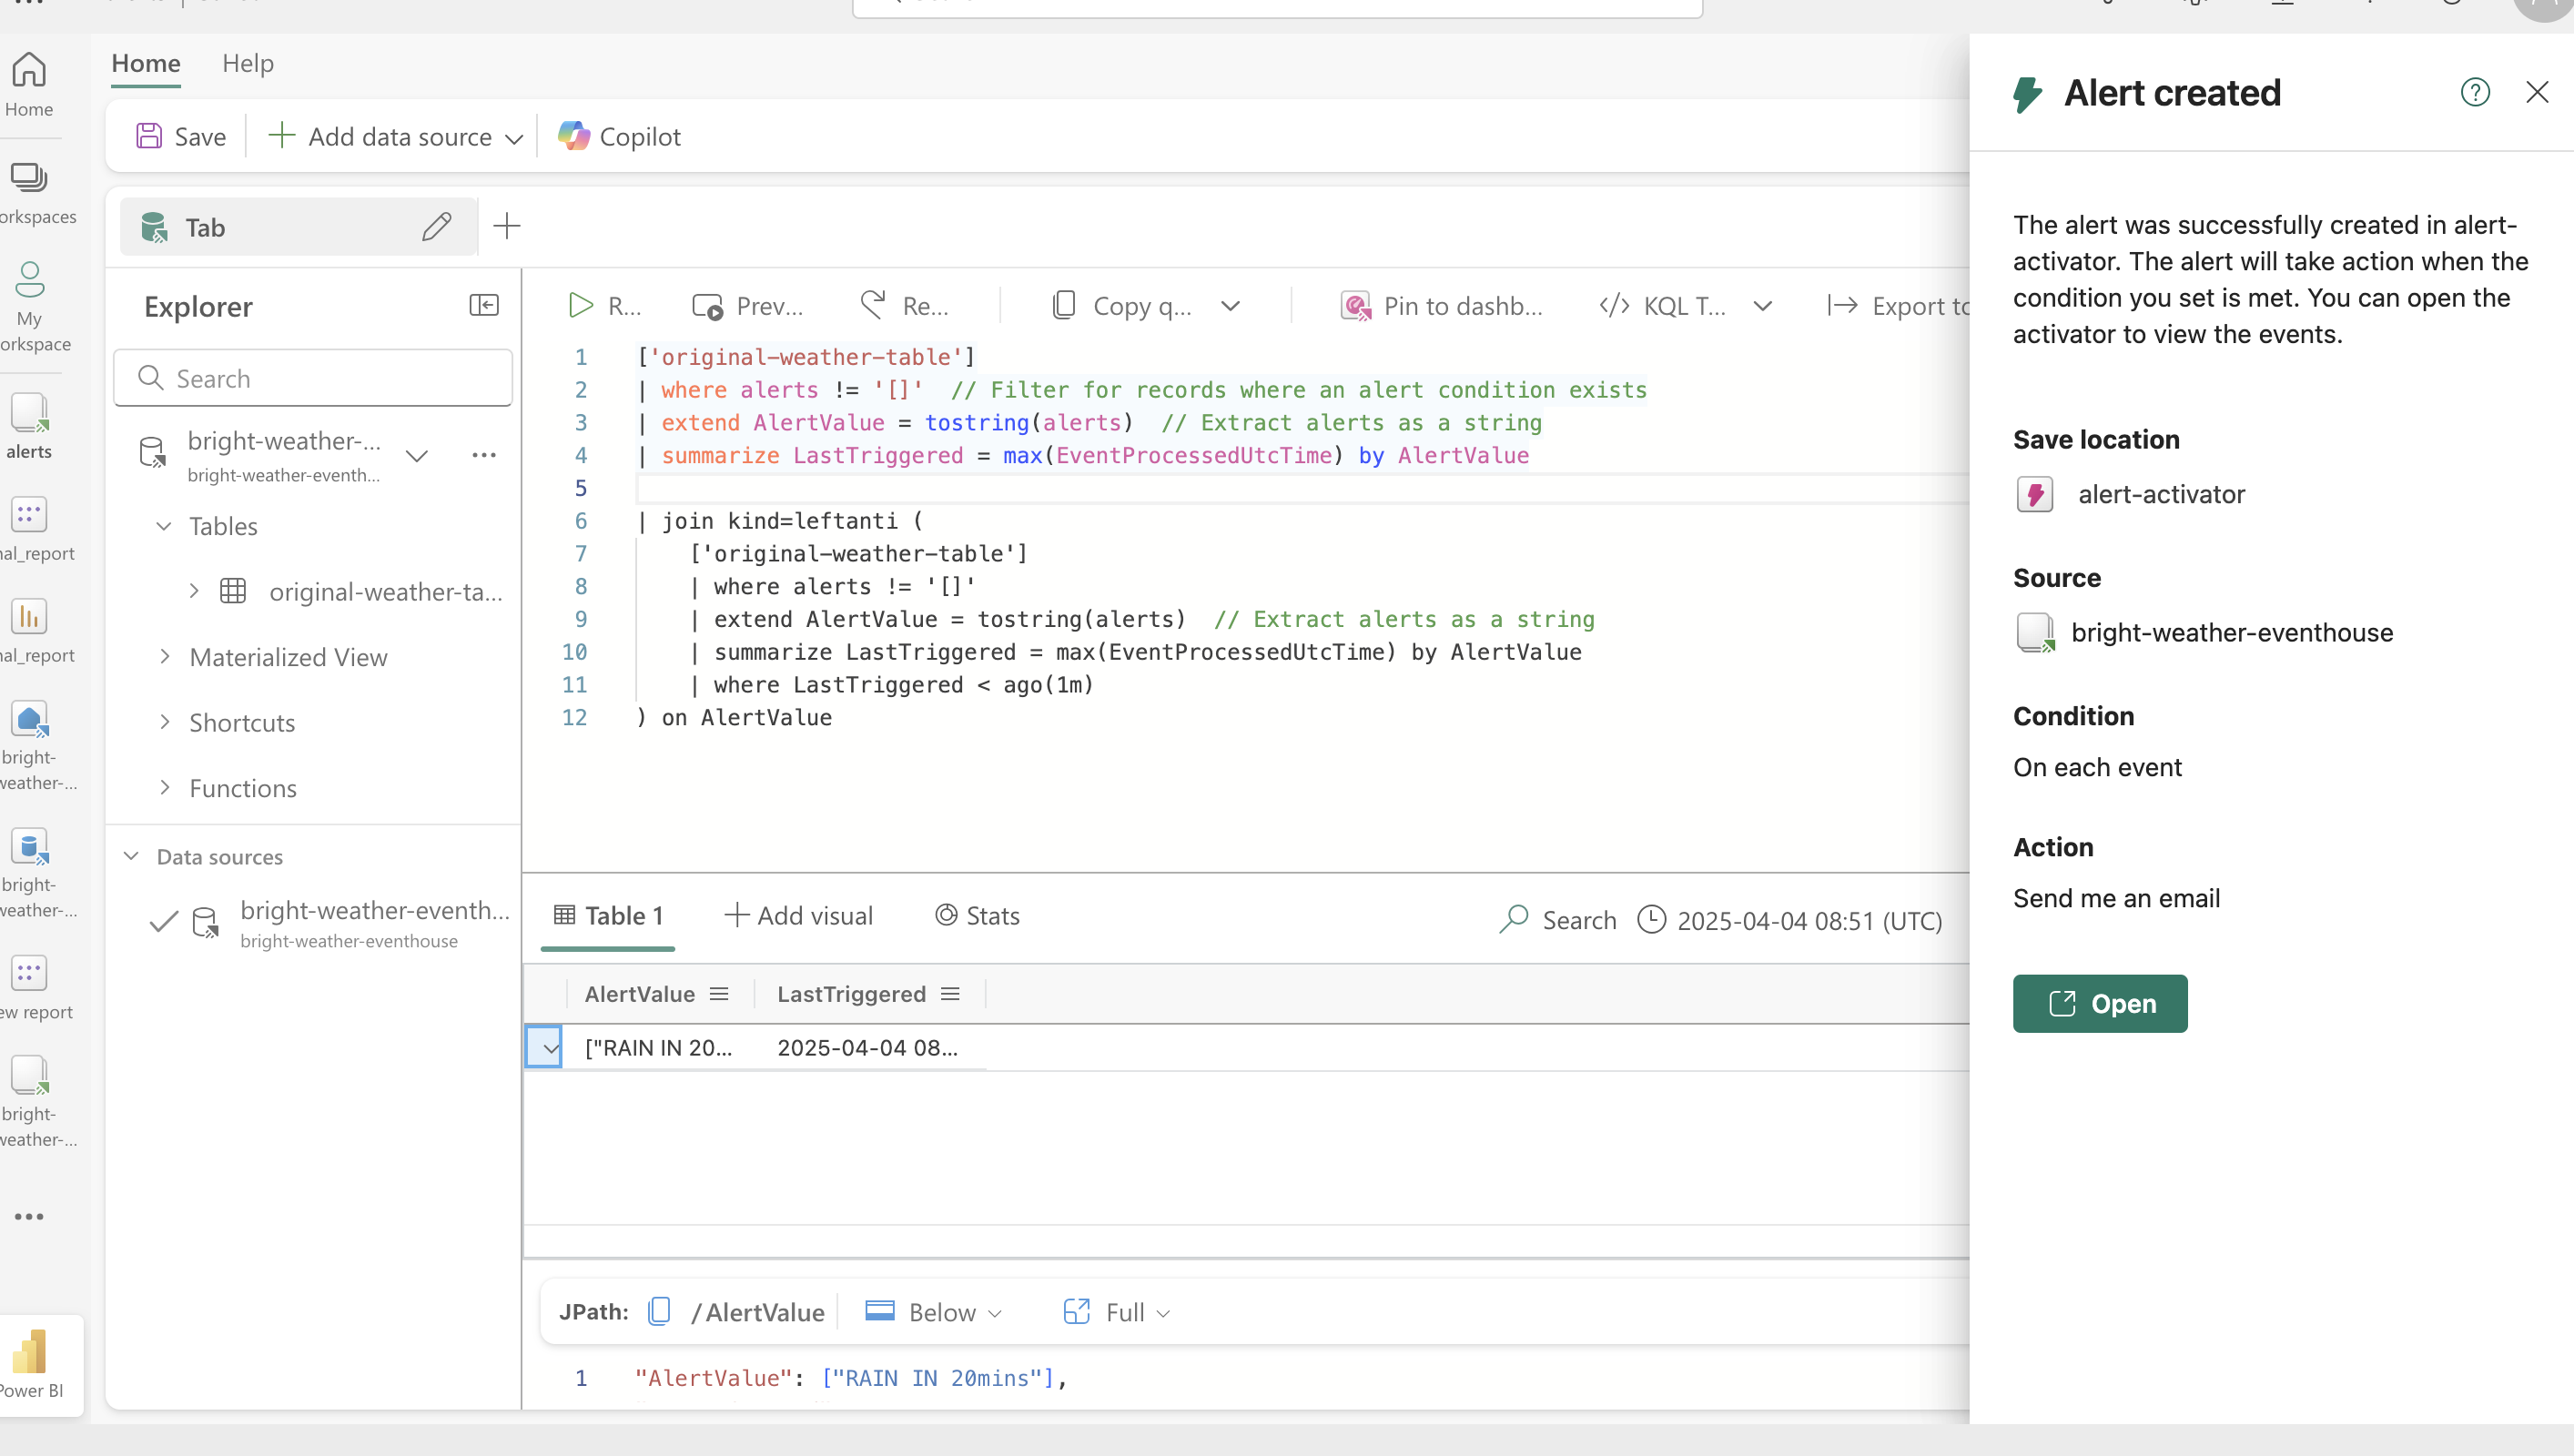 Home Help
Save Add data source Copilot
Home
orkspaces
My
orkspace
alerts
nal_report
nal_report
bright-
weather-...
bright-
weather-...
ew report
bright-
weather-...
Power BI
Tab
Explorer
Search
bright-weather-...
bright-weather-eventh...
Tables
original-weather-ta...
Materialized View
Shortcuts
Functions
Data sources
bright-weather-eventh...
bright-weather-eventhouse
R... Prev... Re... Copy q... Pin to dashb... </> KQL T... Export to
1 ['original-weather-table']
2 | where alerts != '[]' // Filter for records where an alert condition exists
3 | extend AlertValue = tostring(alerts) // Extract alerts as a string
4 | summarize LastTriggered = max(EventProcessedUtcTime) by AlertValue
5
6 | join kind=leftanti (
7 ['original-weather-table']
8 | where alerts != '[]'
9 | extend AlertValue = tostring(alerts) // Extract alerts as a string
10 | summarize LastTriggered = max(EventProcessedUtcTime) by AlertValue
11 | where LastTriggered < ago(1m)
12 ) on AlertValue
Table 1 Add visual Stats Search 2025-04-04 08:51 (UTC)
AlertValue LastTriggered
["RAIN IN 20... 2025-04-04 08...
JPath: /AlertValue Below Full
1 "AlertValue": ["RAIN IN 20mins"],
Alert created
The alert was successfully created in alert-
activator. The alert will take action when the
condition you set is met. You can open the
activator to view the events.
Save location
alert-activator
Source
bright-weather-eventhouse
Condition
On each event
Action
Send me an email
Open